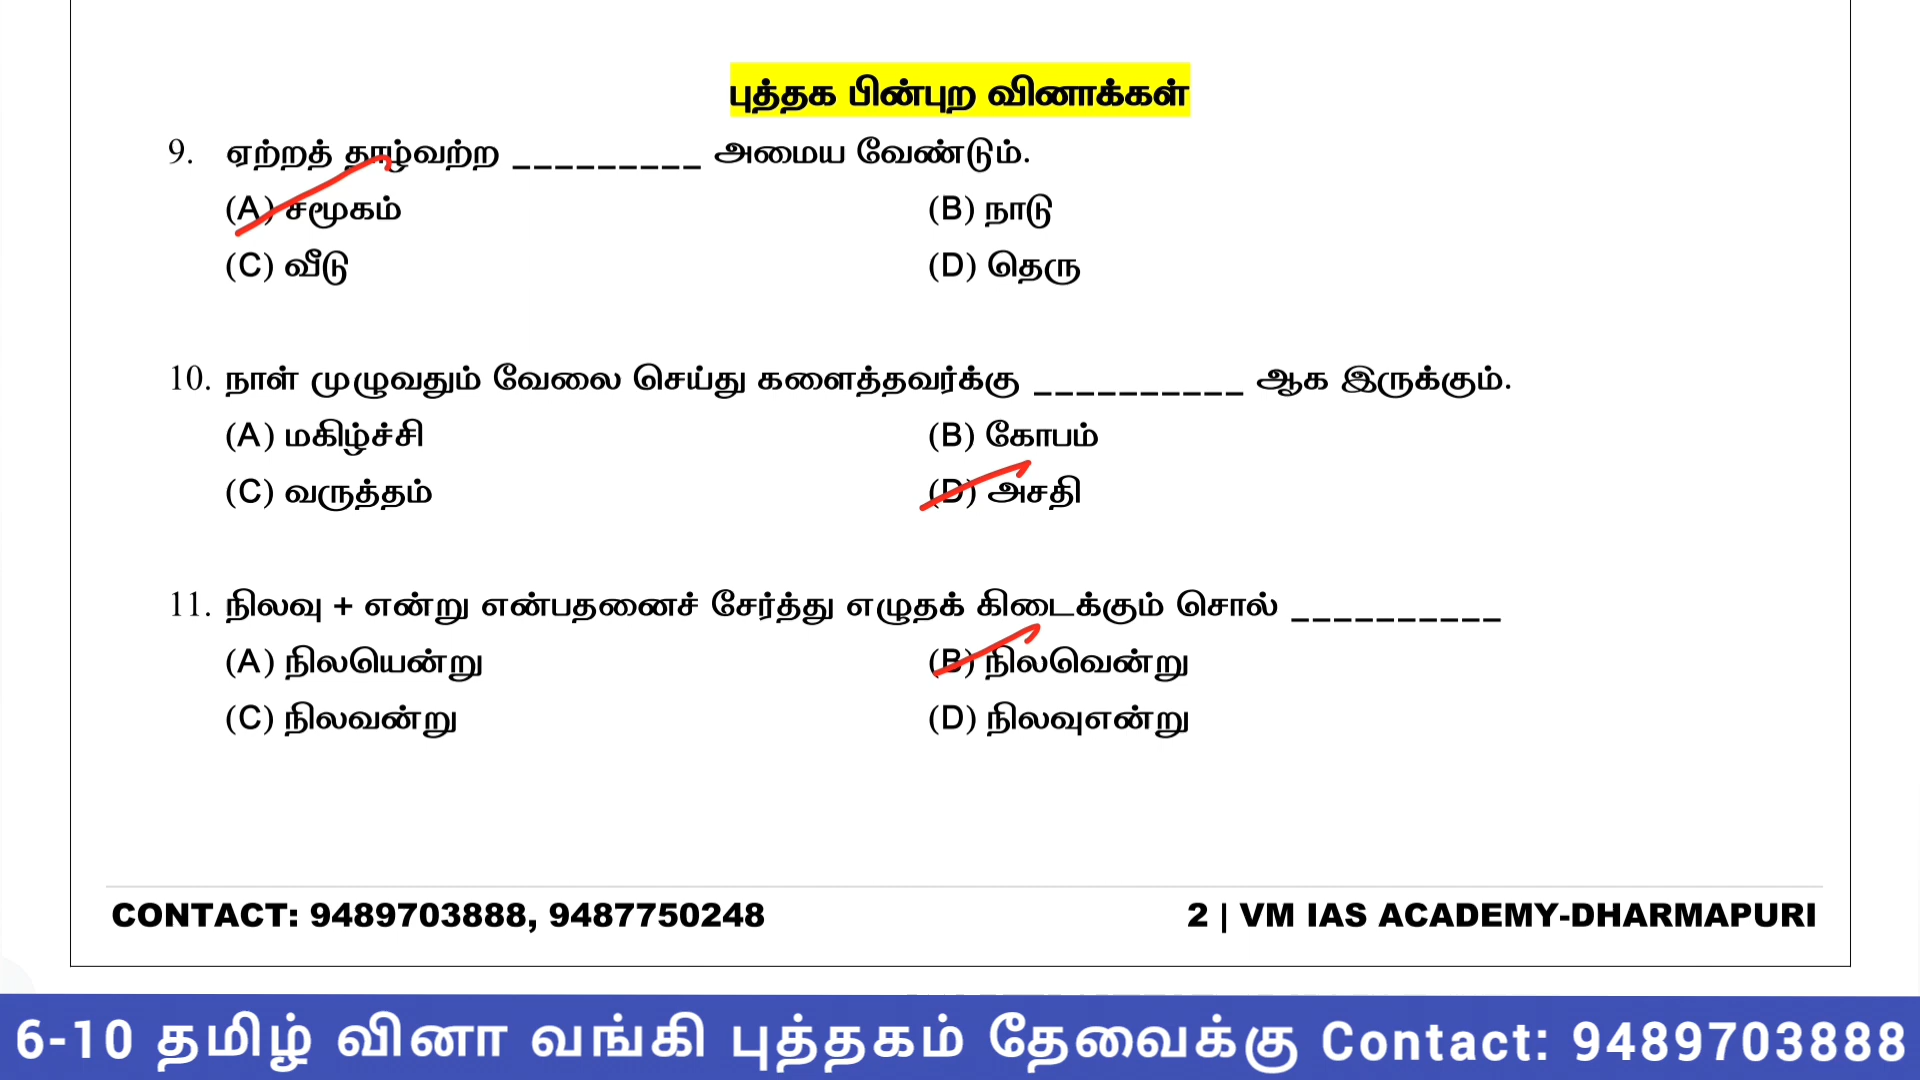 புத்தக பின்புற வினாக்கள்
9. ஏற்றத் தாழ்வற்ற _________ அமைய வேண்டும்.
(A) சமூகம் (B) நாடு
(C) வீடு (D) தெரு
10. நாள் முழுவதும் வேலை செய்து களைத்தவர்க்கு __________ ஆக இருக்கும்.
(A) மகிழ்ச்சி (B) கோபம்
(C) வருத்தம் (D) அசதி
11. நிலவு + என்று என்பதனைச் சேர்த்து எழுதக் கிடைக்கும் சொல் __________
(A) நிலயென்று (B) நிலவென்று
(C) நிலவன்று (D) நிலவுஎன்று
CONTACT: 9489703888, 9487750248 2 | VM IAS ACADEMY-DHARMAPURI
6-10 தமிழ் வினா வங்கி புத்தகம் தேவைக்கு Contact: 9489703888